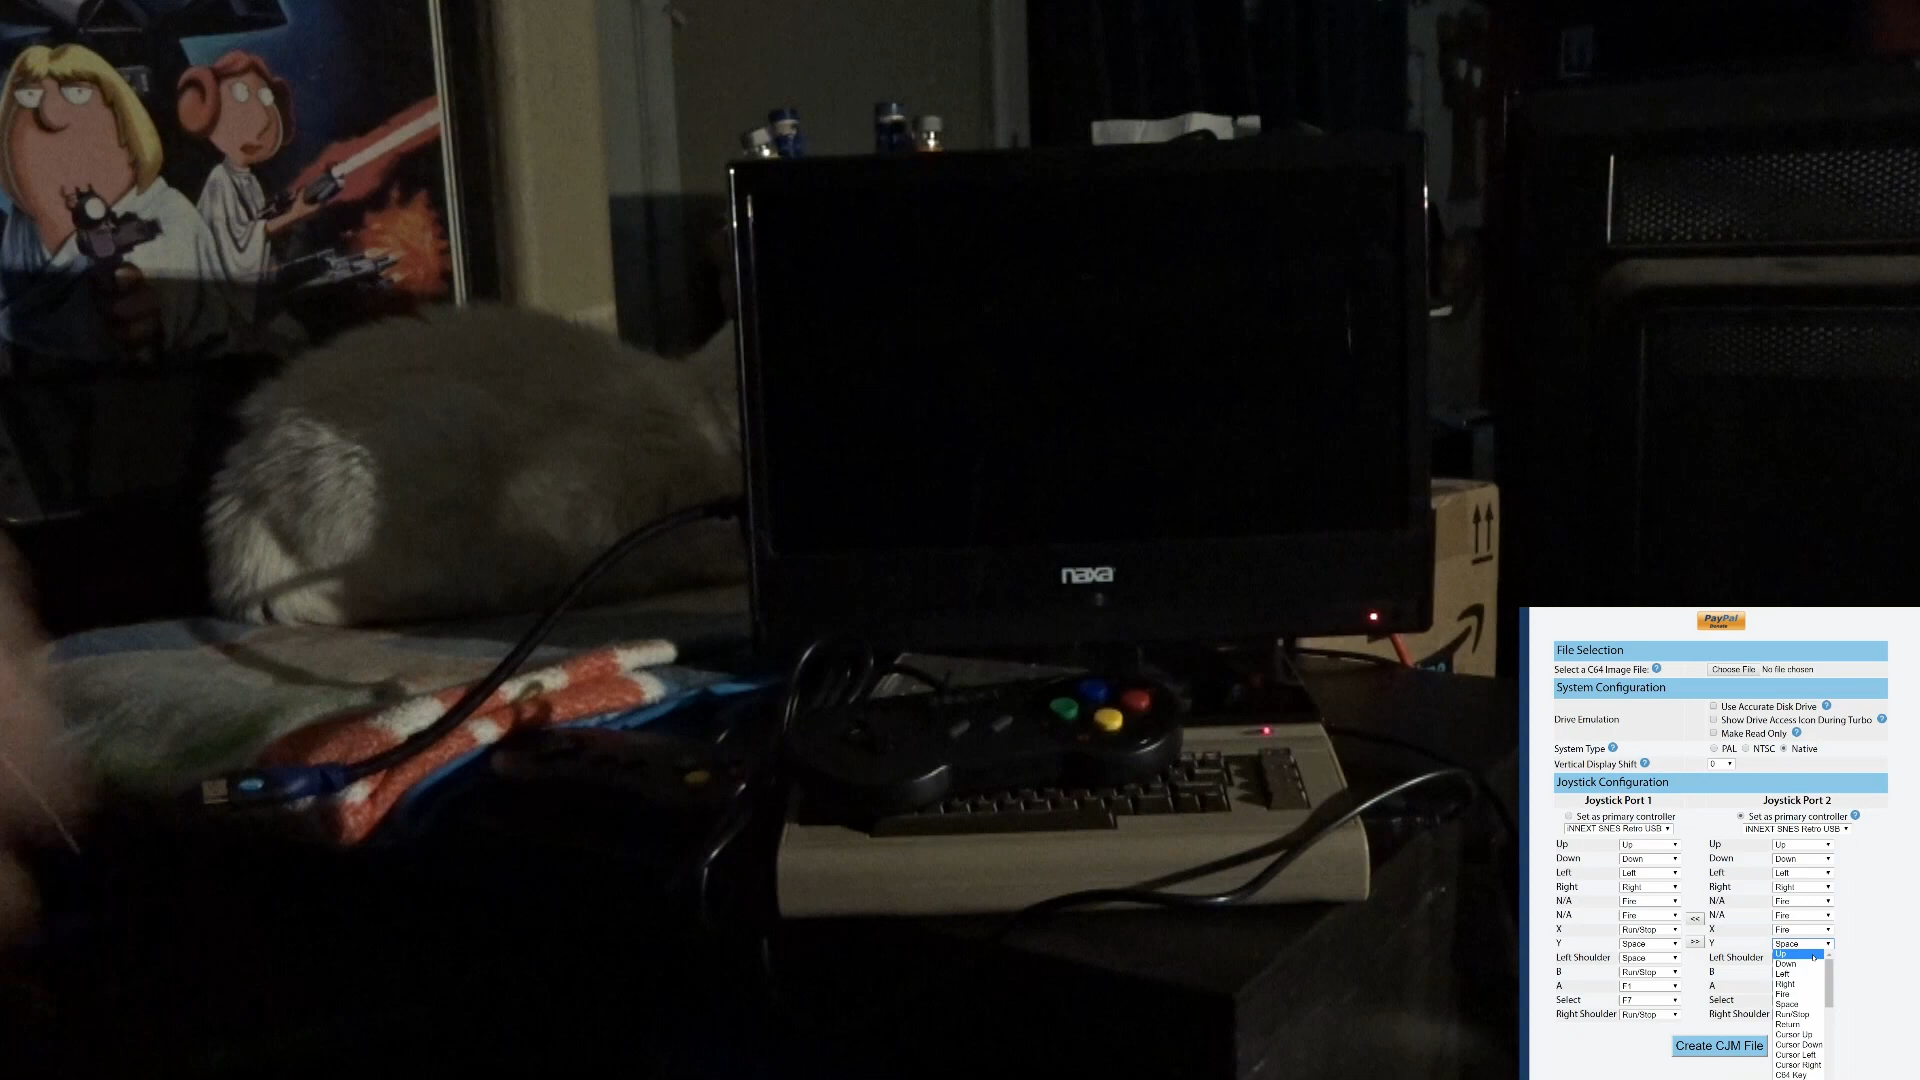 naxa
PayPal
Donate
File Selection
Select a C64 Image File: ? Choose File No file chosen
System Configuration
Use Accurate Disk Drive ?
Drive Emulation Show Drive Access Icon During Turbo ?
Make Read Only ?
System Type ? PAL NTSC Native
Vertical Display Shift ? 0
Joystick Configuration
Joystick Port 1 Joystick Port 2
Set as primary controller Set as primary controller ?
iNNEXT SNES Retro USB iNNEXT SNES Retro USB
Up Up Up Up
Down Down Down Down
Left Left Left Left
Right Right Right Right
N/A Fire N/A Fire
N/A Fire << N/A Fire
X Run/Stop X Fire
Y Space >> Y Space
Left Shoulder Space Left Shoulder
B Run/Stop B
A F1 A
Select F7 Select
Right Shoulder Run/Stop Right Shoulder
Up
Down
Left
Right
Fire
Space
Run/Stop
Return
Cursor Up
Cursor Down
Cursor Left
Cursor Right
C64 Key
Create CJM File